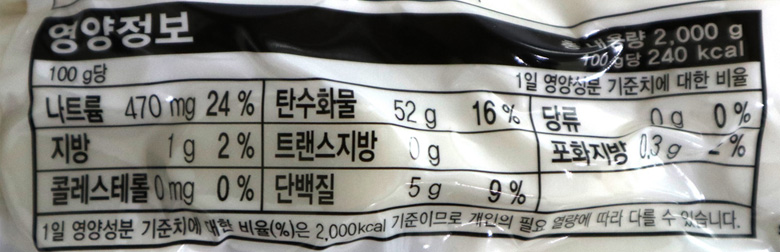 영양정보
총 내용량 2,000 g
100 g당 240 kcal
100 g당
1일 영양성분 기준치에 대한 비율
나트륨 470 mg 24 % 탄수화물 52 g 16 % 당류 0 g 0 %
지방 1 g 2 % 트랜스지방 0 g 포화지방 0.3 g %
콜레스테롤 0 mg 0 % 단백질 5 g 9 %
1일 영양성분 기준치에 대한 비율(%)은 2,000kcal 기준이므로 개인의 필요 열량에 따라 다를 수 있습니다.